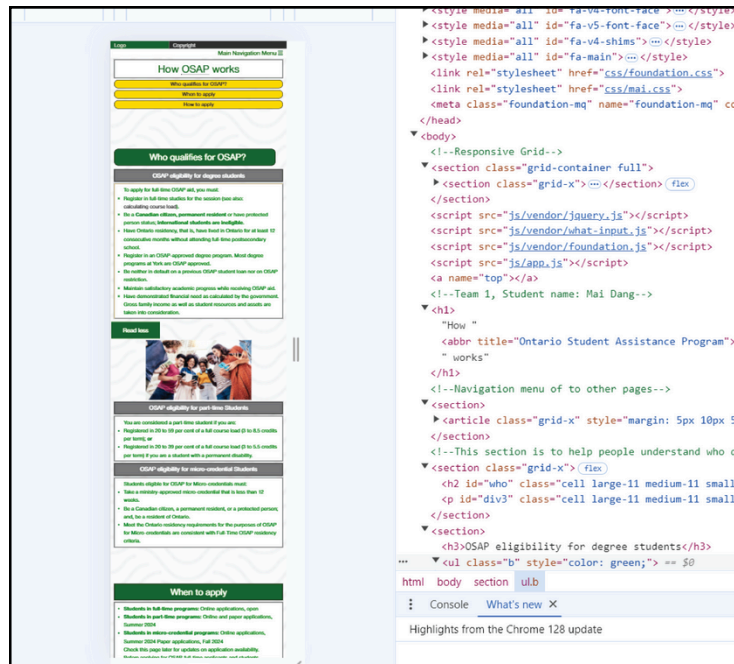 Logo Copyright
Main Navigation Menu ☰
How OSAP works
Who qualifies for OSAP?
When to apply
How to apply
Who qualifies for OSAP?
OSAP eligibility for degree students
To apply for full-time OSAP aid, you must:
Register in full-time studies for the session (see also:
calculating course load).
Be a Canadian citizen, permanent resident or have protected
person status; international students are ineligible.
Have Ontario residency, that is, have lived in Ontario for at least 12
consecutive months without attending full-time postsecondary
school.
Register in an OSAP-approved degree program. Most degree
programs at York are OSAP approved.
Be neither in default on a previous OSAP student loan nor on OSAP
restriction.
Maintain satisfactory academic progress while receiving OSAP aid.
Have demonstrated financial need as calculated by the government.
Gross family income as well as student resources and assets are
taken into consideration.
Read less
OSAP eligibility for part-time Students
You are considered a part-time student if you are:
Registered in 20 to 59 per cent of a full course load (3 to 8.5 credits
per term); or
Registered in 20 to 39 per cent of a full course load (3 to 5.5 credits
per term) if you are a student with a permanent disability.
OSAP eligibility for micro-credential Students
Students eligible for OSAP for Micro-credentials must:
Take a ministry-approved micro-credential that is less than 12
weeks.
Be a Canadian citizen, a permanent resident, or a protected person,
and, be a resident of Ontario.
Meet the Ontario residency requirements for the purposes of OSAP
for Micro-credentials are consistent with Full-Time OSAP residency
criteria.
When to apply
Students in full-time programs: Online applications, open
Students in part-time programs: Online and paper applications,
Summer 2024
Students in micro-credential programs: Online applications,
Summer 2024 Paper applications, Fall 2024
Check this page later for updates on application availability.
<style media="all" id="fa-v4-font-face">⋯</style>
<style media="all" id="fa-v5-font-face">⋯</style>
<style media="all" id="fa-v4-shims">⋯</style>
<style media="all" id="fa-main">⋯</style>
<link rel="stylesheet" href="css/foundation.css">
<link rel="stylesheet" href="css/mai.css">
<meta class="foundation-mq" name="foundation-mq" co
</head>
<body>
<!--Responsive Grid-->
<section class="grid-container full">
<section class="grid-x">⋯</section> flex
</section>
<script src="js/vendor/jquery.js"></script>
<script src="js/vendor/what-input.js"></script>
<script src="js/vendor/foundation.js"></script>
<script src="js/app.js"></script>
<a name="top"></a>
<!--Team 1, Student name: Mai Dang-->
<h1>
"How "
<abbr title="Ontario Student Assistance Program">
" works"
</h1>
<!--Navigation menu of to other pages-->
<section>
<article class="grid-x" style="margin: 5px 10px 5
</section>
<!--This section is to help people understand who
<section class="grid-x"> flex
<h2 id="who" class="cell large-11 medium-11 small
<p id="div3" class="cell large-11 medium-11 small
</section>
<section>
<h3>OSAP eligibility for degree students</h3>
<ul class="b" style="color: green;"> == $0
html body section ul.b
Console What's new ×
Highlights from the Chrome 128 update